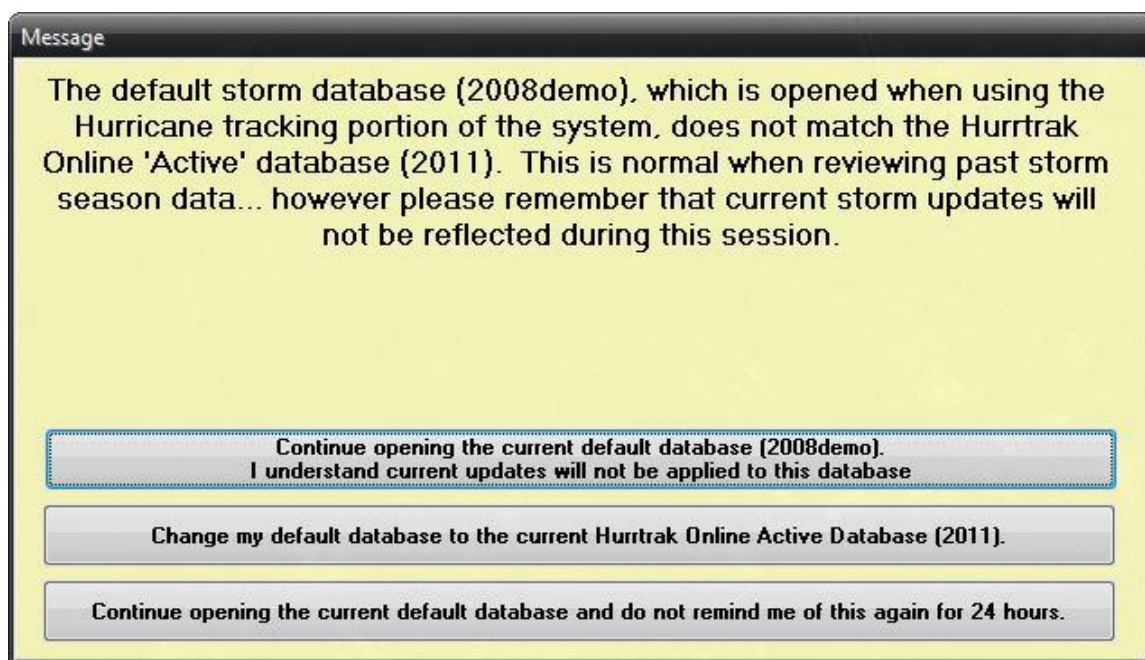 Message
The default storm database (2008demo), which is opened when using the
Hurricane tracking portion of the system, does not match the Hurrtrak
Online 'Active' database (2011).  This is normal when reviewing past storm
season data... however please remember that current storm updates will
not be reflected during this session.
Continue opening the current default database (2008demo).
I understand current updates will not be applied to this database
Change my default database to the current Hurrtrak Online Active Database (2011).
Continue opening the current default database and do not remind me of this again for 24 hours.